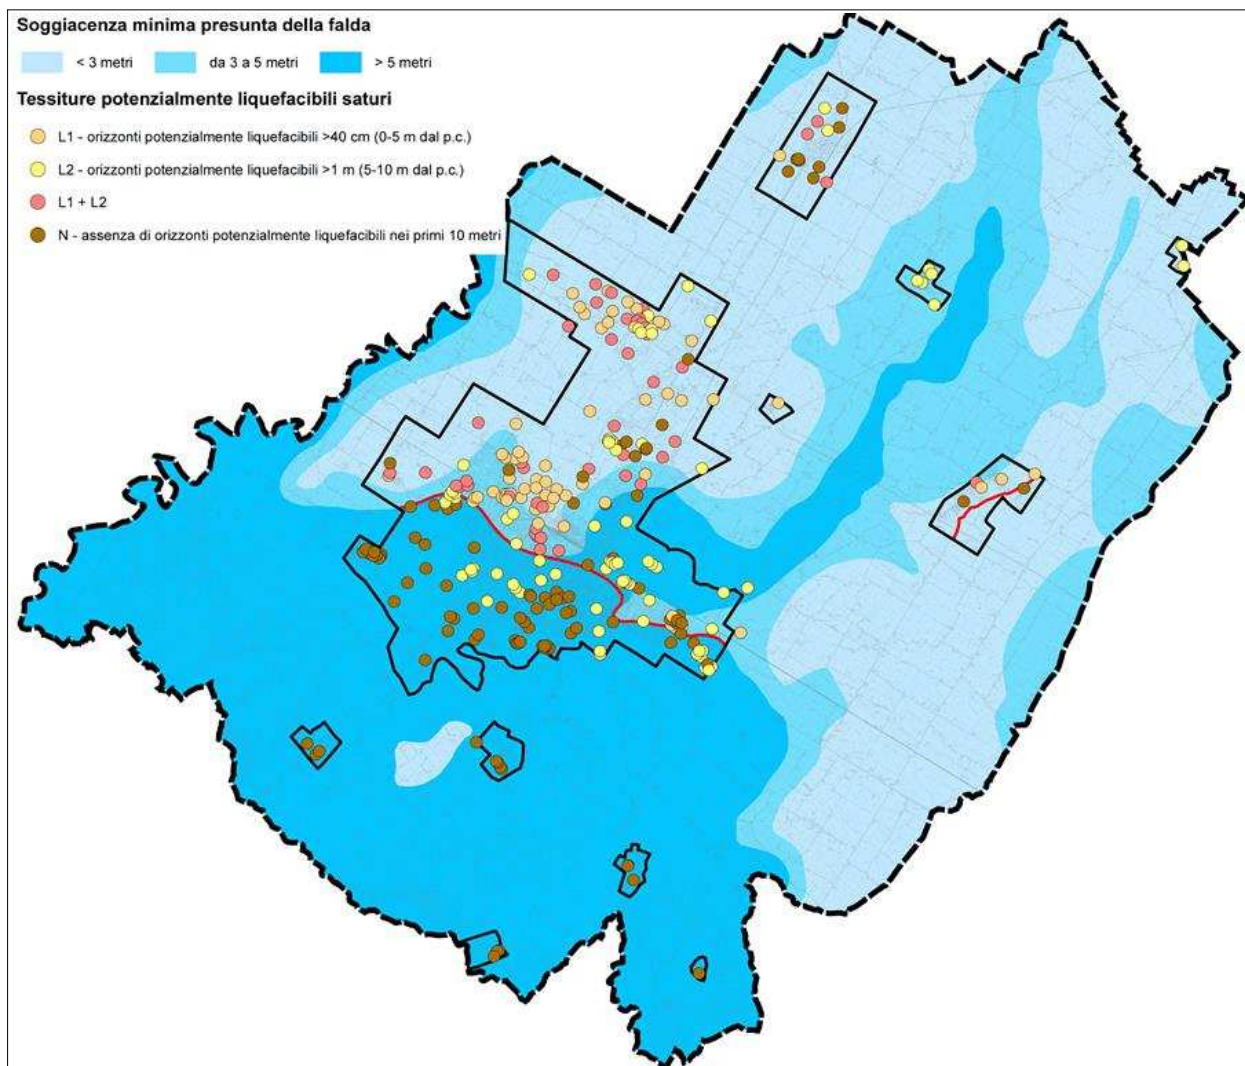 Soggiacenza minima presunta della falda
< 3 metri da 3 a 5 metri > 5 metri
Tessiture potenzialmente liquefacibili saturi
L1 - orizzonti potenzialmente liquefacibili >40 cm (0-5 m dal p.c.)
L2 - orizzonti potenzialmente liquefacibili >1 m (5-10 m dal p.c.)
L1 + L2
N - assenza di orizzonti potenzialmente liquefacibili nei primi 10 metri